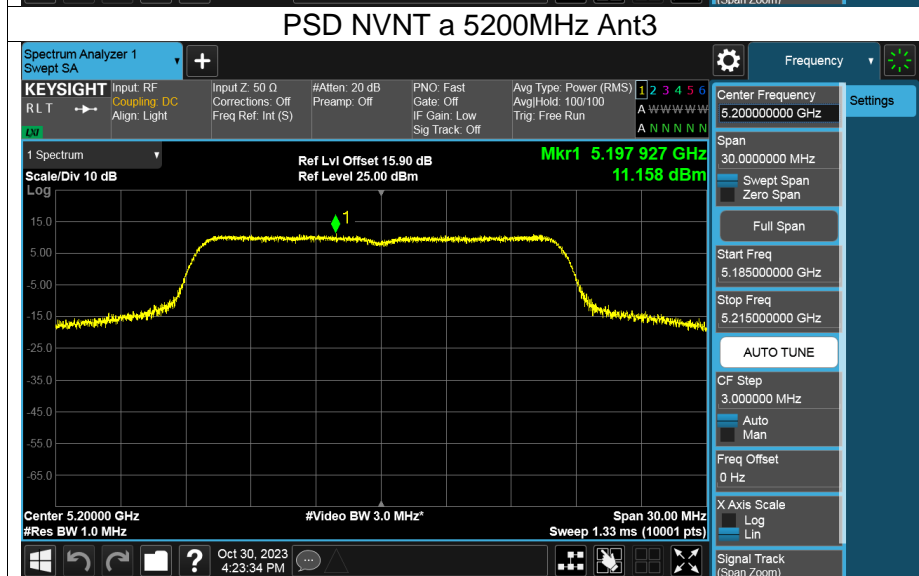 (Span Zoom)
PSD NVNT a 5200MHz Ant3
Spectrum Analyzer 1
Swept SA
+
Frequency
KEYSIGHT
RLT
LXI
Input: RF
Coupling: DC
Align: Light
Input Z: 50 Ω
Corrections: Off
Freq Ref: Int (S)
#Atten: 20 dB
Preamp: Off
PNO: Fast
Gate: Off
IF Gain: Low
Sig Track: Off
Avg Type: Power (RMS)
Avg|Hold: 100/100
Trig: Free Run
1 2 3 4 5 6
A W W W W W
A N N N N N
Center Frequency
5.200000000 GHz
Settings
Span
30.0000000 MHz
Swept Span
Zero Span
Full Span
Start Freq
5.185000000 GHz
Stop Freq
5.215000000 GHz
AUTO TUNE
CF Step
3.000000 MHz
Auto
Man
Freq Offset
0 Hz
X Axis Scale
Log
Lin
Signal Track
(Span Zoom)
1 Spectrum
Scale/Div 10 dB
Log
Ref Lvl Offset 15.90 dB
Ref Level 25.00 dBm
Mkr1 5.197 927 GHz
11.158 dBm
1
15.0
5.00
-5.00
-15.0
-25.0
-35.0
-45.0
-55.0
-65.0
Center 5.20000 GHz
#Res BW 1.0 MHz
#Video BW 3.0 MHz*
Span 30.00 MHz
Sweep 1.33 ms (10001 pts)
?
Oct 30, 2023
4:23:34 PM